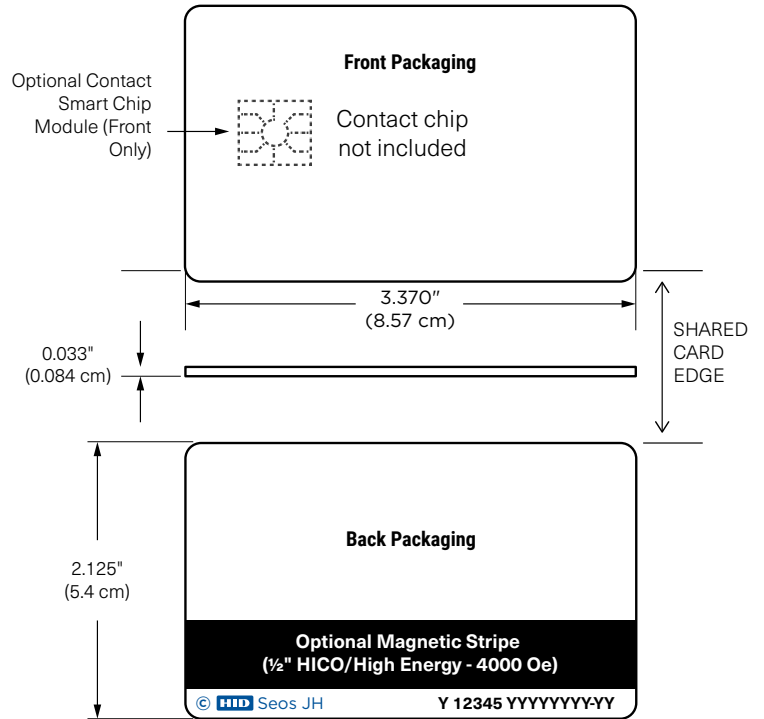 Front Packaging
Optional Contact
Smart Chip
Module (Front
Only)
Contact chip
not included
3.370"
(8.57 cm)
SHARED
CARD
EDGE
0.033"
(0.084 cm)
Back Packaging
2.125"
(5.4 cm)
Optional Magnetic Stripe
(½" HICO/High Energy - 4000 Oe)
© HID Seos JH
Y 12345 YYYYYYYY-YY